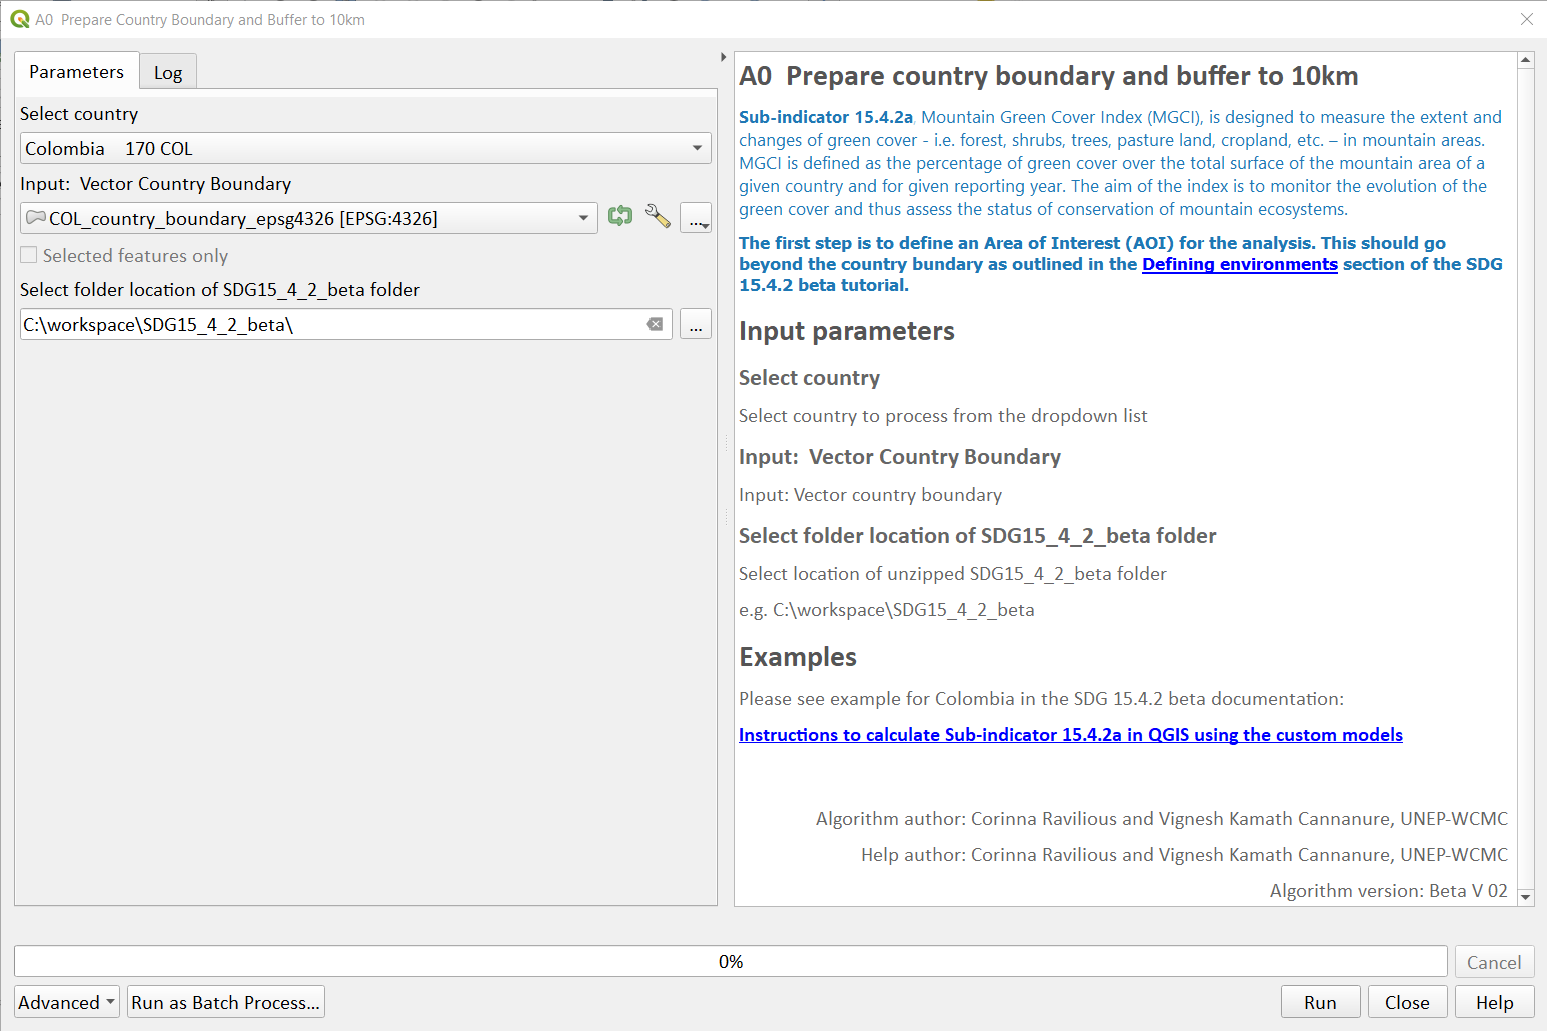 A0 Prepare Country Boundary and Buffer to 10km
Parameters
Log
Select country
Colombia 170 COL
Input: Vector Country Boundary
COL_country_boundary_epsg4326 [EPSG:4326]
...
Selected features only
Select folder location of SDG15_4_2_beta folder
C:\workspace\SDG15_4_2_beta\
...
A0 Prepare country boundary and buffer to 10km
Sub-indicator 15.4.2a, Mountain Green Cover Index (MGCI), is designed to measure the extent and
changes of green cover - i.e. forest, shrubs, trees, pasture land, cropland, etc. – in mountain areas.
MGCI is defined as the percentage of green cover over the total surface of the mountain area of a
given country and for given reporting year. The aim of the index is to monitor the evolution of the
green cover and thus assess the status of conservation of mountain ecosystems.
The first step is to define an Area of Interest (AOI) for the analysis. This should go
beyond the country bundary as outlined in the Defining environments section of the SDG
15.4.2 beta tutorial.
Input parameters
Select country
Select country to process from the dropdown list
Input: Vector Country Boundary
Input: Vector country boundary
Select folder location of SDG15_4_2_beta folder
Select location of unzipped SDG15_4_2_beta folder
e.g. C:\workspace\SDG15_4_2_beta
Examples
Please see example for Colombia in the SDG 15.4.2 beta documentation:
Instructions to calculate Sub-indicator 15.4.2a in QGIS using the custom models
Algorithm author: Corinna Ravilious and Vignesh Kamath Cannanure, UNEP-WCMC
Help author: Corinna Ravilious and Vignesh Kamath Cannanure, UNEP-WCMC
Algorithm version: Beta V 02
0%
Cancel
Advanced
Run as Batch Process...
Run
Close
Help